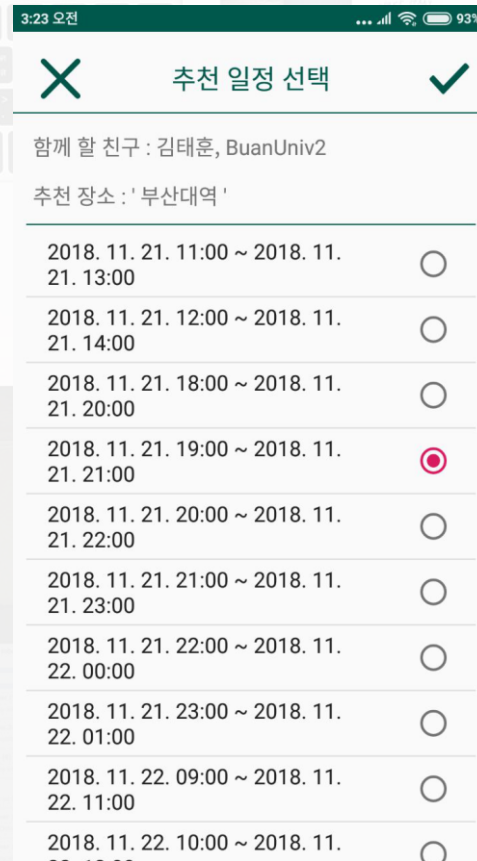 3:23 오전
93%
추천 일정 선택
함께 할 친구 : 김태훈, BuanUniv2
추천 장소 : ' 부산대역 '
2018. 11. 21. 11:00 ~ 2018. 11.
21. 13:00
2018. 11. 21. 12:00 ~ 2018. 11.
21. 14:00
2018. 11. 21. 18:00 ~ 2018. 11.
21. 20:00
2018. 11. 21. 19:00 ~ 2018. 11.
21. 21:00
2018. 11. 21. 20:00 ~ 2018. 11.
21. 22:00
2018. 11. 21. 21:00 ~ 2018. 11.
21. 23:00
2018. 11. 21. 22:00 ~ 2018. 11.
22. 00:00
2018. 11. 21. 23:00 ~ 2018. 11.
22. 01:00
2018. 11. 22. 09:00 ~ 2018. 11.
22. 11:00
2018. 11. 22. 10:00 ~ 2018. 11.